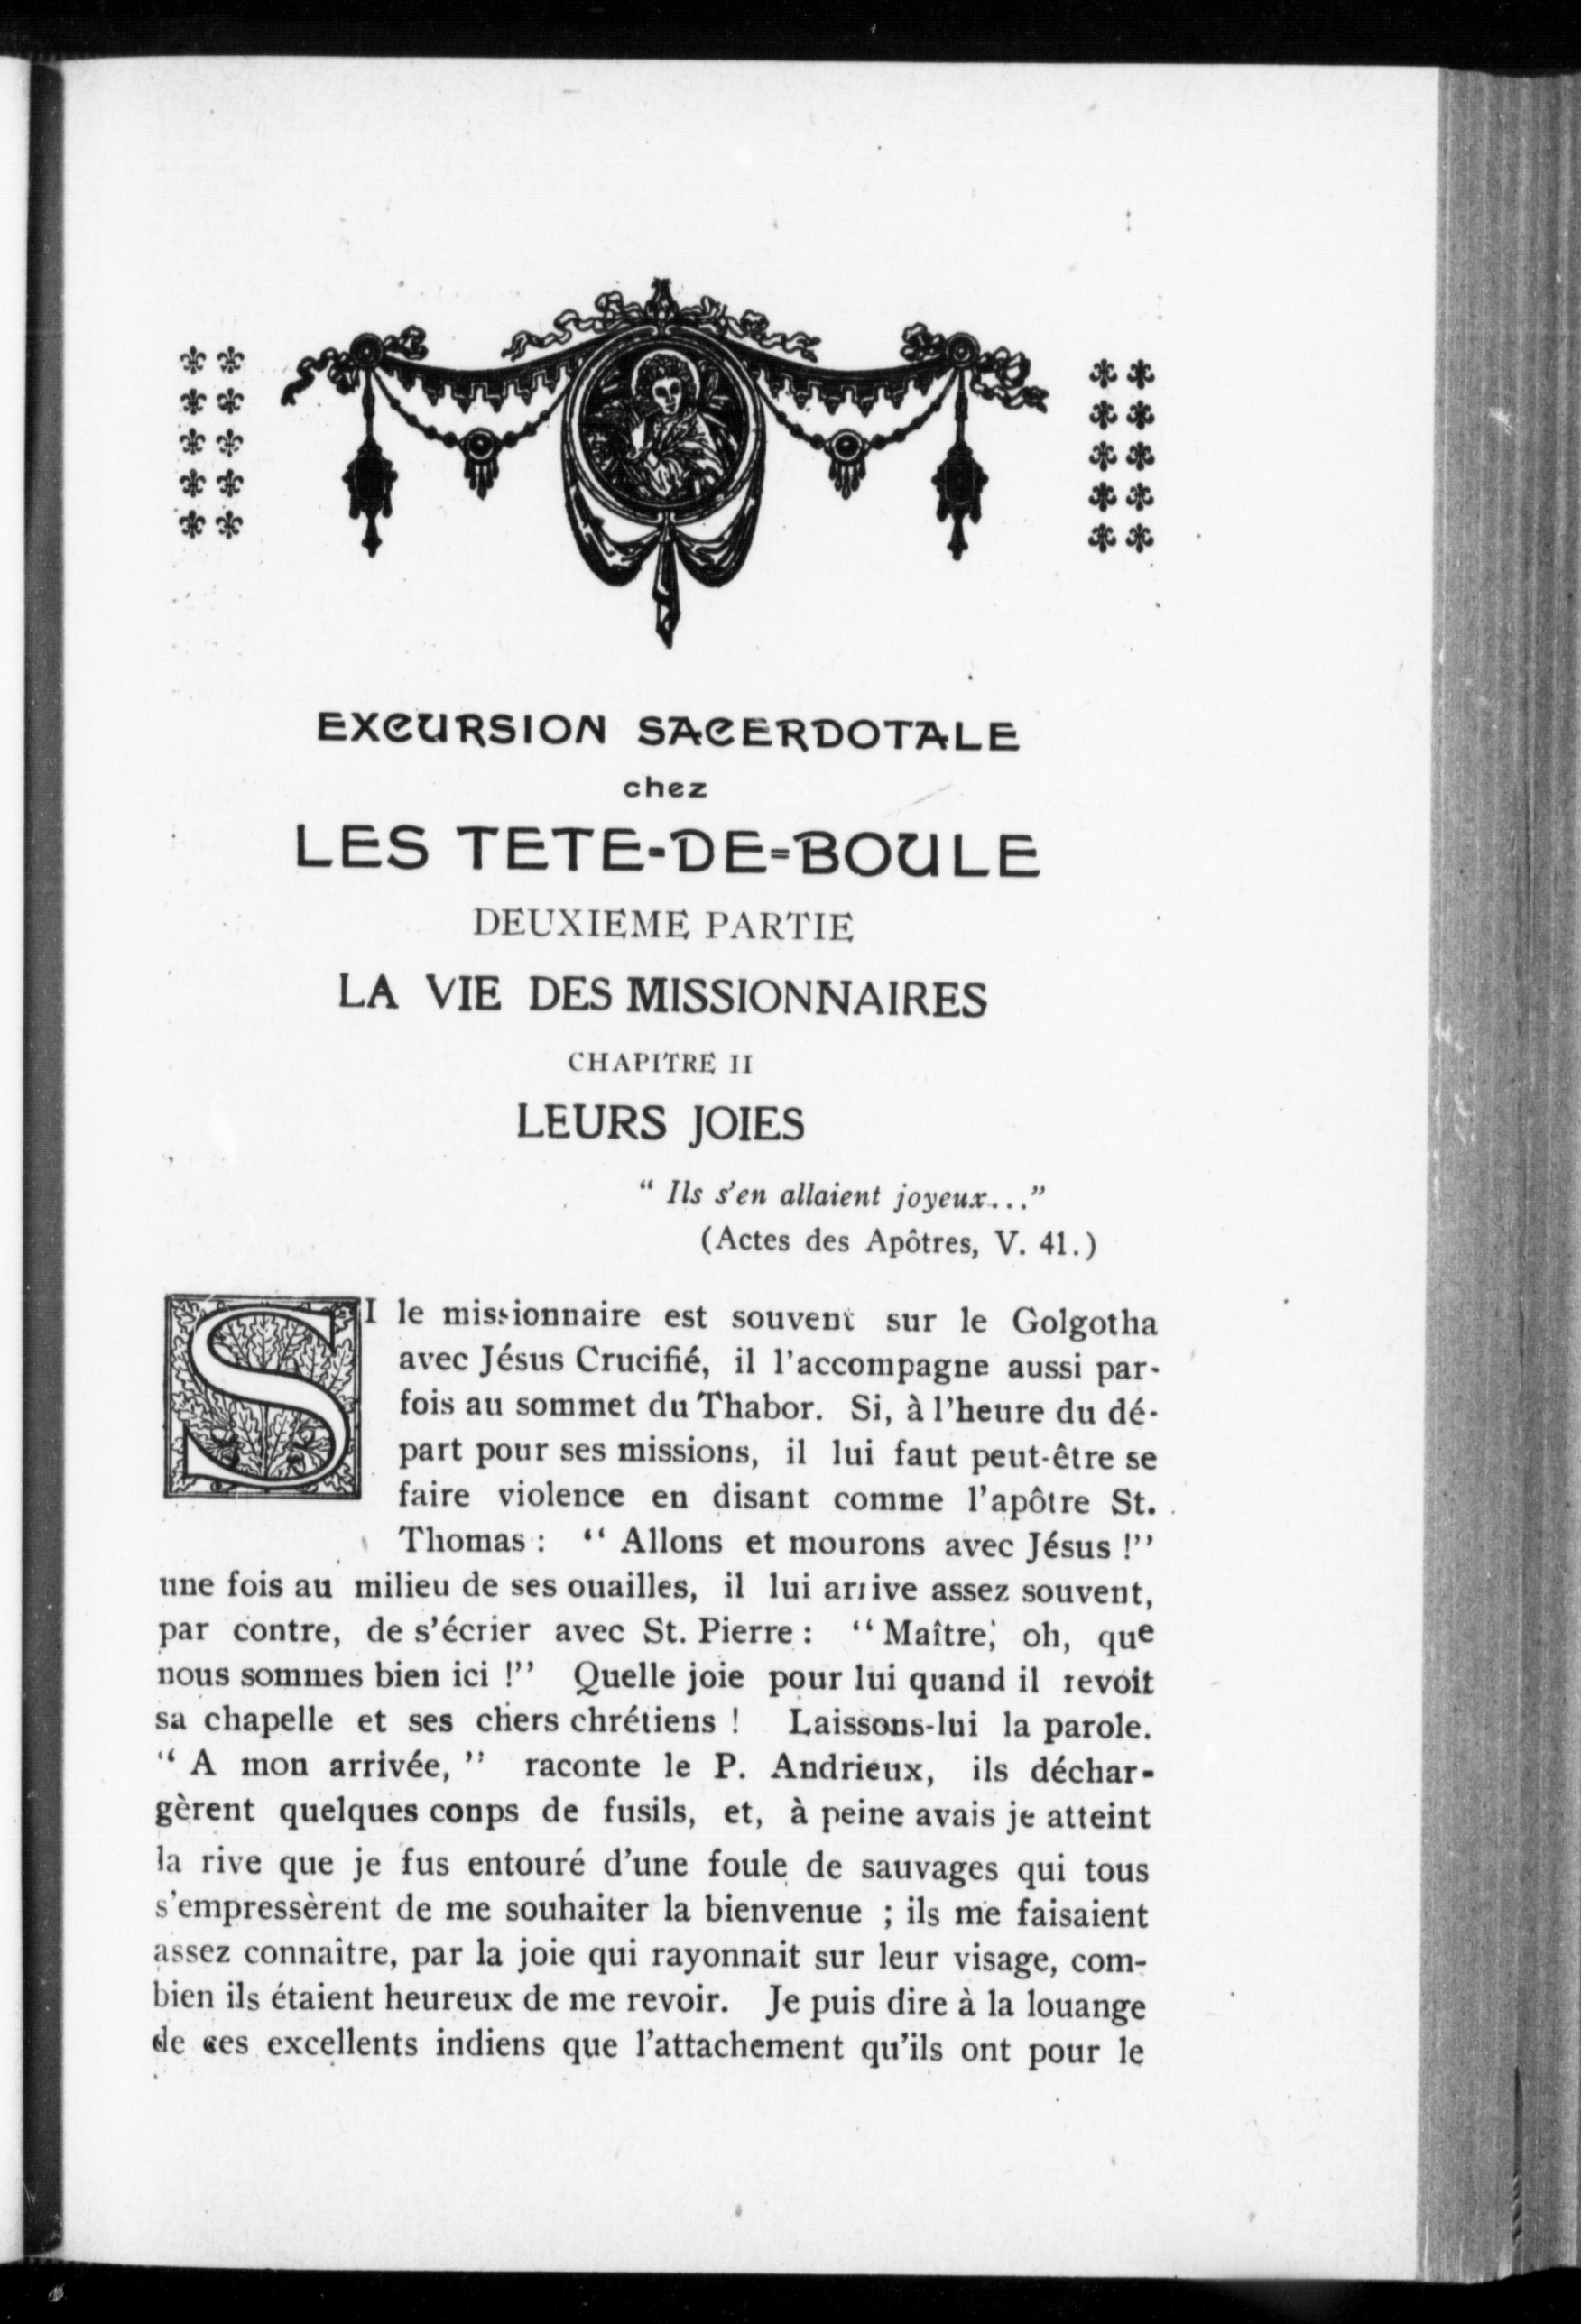 EXCURSION SACERDOTALE
chez
LES TETE-DE-BOULE
DEUXIEME PARTIE
LA VIE DES MISSIONNAIRES
CHAPITRE II
LEURS JOIES
“ Ils s’en allaient joyeux...”
(Actes des Apôtres, V. 41.)
SI le missionnaire est souvent sur le Golgotha
avec Jésus Crucifié, il l’accompagne aussi par-
fois au sommet du Thabor. Si, à l’heure du dé-
part pour ses missions, il lui faut peut-être se
faire violence en disant comme l’apôtre St.
Thomas : “ Allons et mourons avec Jésus !”
une fois au milieu de ses ouailles, il lui arrive assez souvent,
par contre, de s’écrier avec St. Pierre : “ Maître, oh, que
nous sommes bien ici !” Quelle joie pour lui quand il revoit
sa chapelle et ses chers chrétiens ! Laissons-lui la parole.
“ A mon arrivée, ” raconte le P. Andrieux, ils déchar-
gèrent quelques conps de fusils, et, à peine avais je atteint
la rive que je fus entouré d’une foule de sauvages qui tous
s’empressèrent de me souhaiter la bienvenue ; ils me faisaient
assez connaître, par la joie qui rayonnait sur leur visage, com-
bien ils étaient heureux de me revoir. Je puis dire à la louange
de ces excellents indiens que l’attachement qu’ils ont pour le